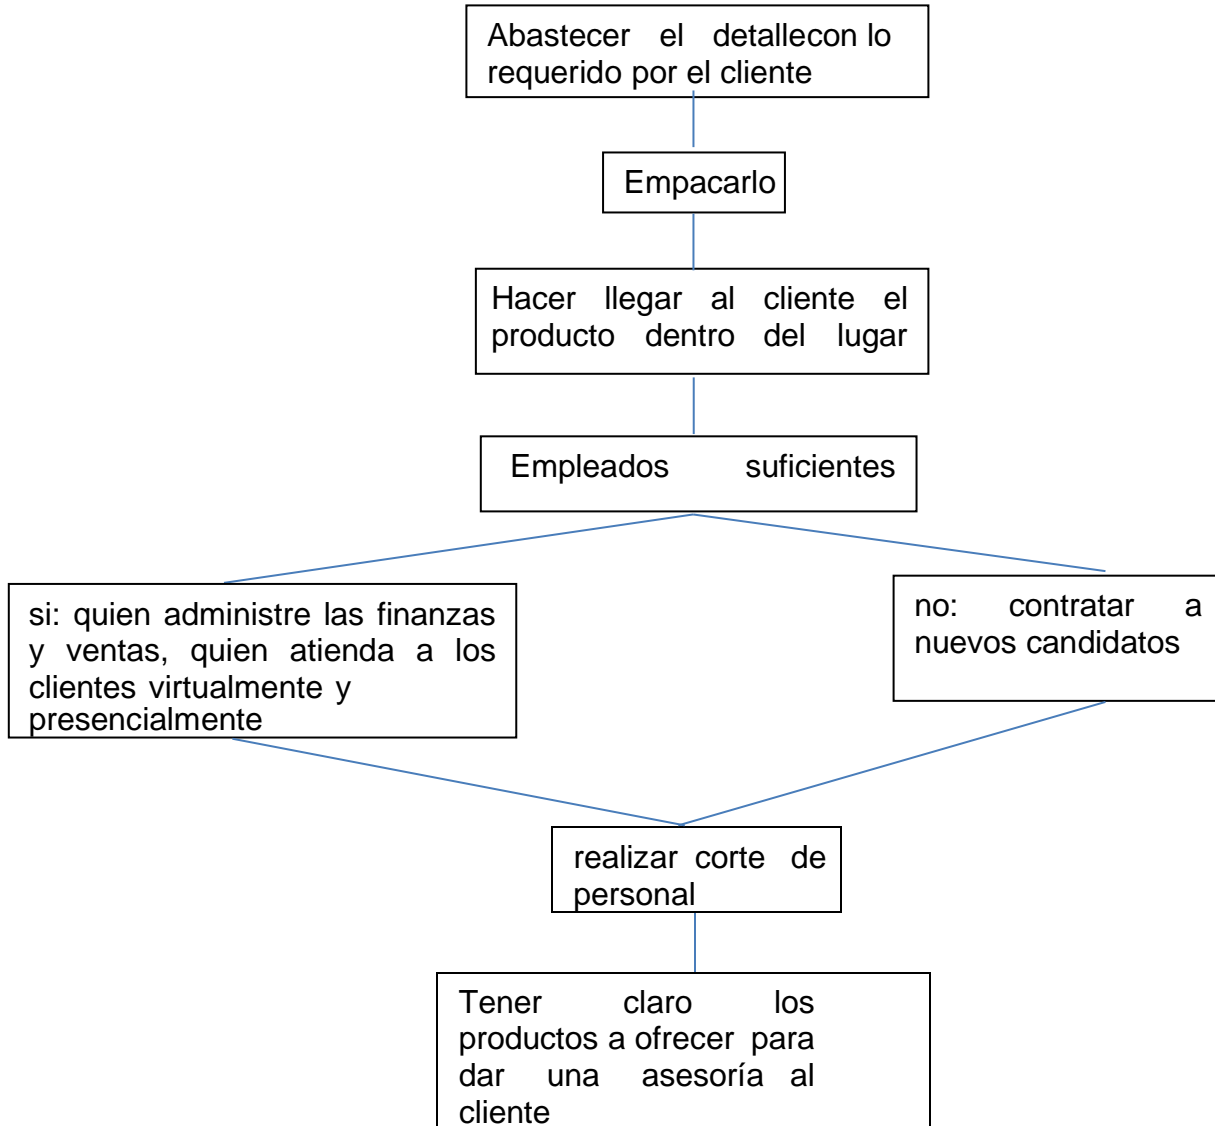 Abastecer el detallecon lo
requerido por el cliente
Empacarlo
Hacer llegar al cliente el
producto dentro del lugar
Empleados suficientes
si: quien administre las finanzas
y ventas, quien atienda a los
clientes virtualmente y
presencialmente
no: contratar a
nuevos candidatos
realizar corte de
personal
Tener claro los
productos a ofrecer para
dar una asesoría al
cliente